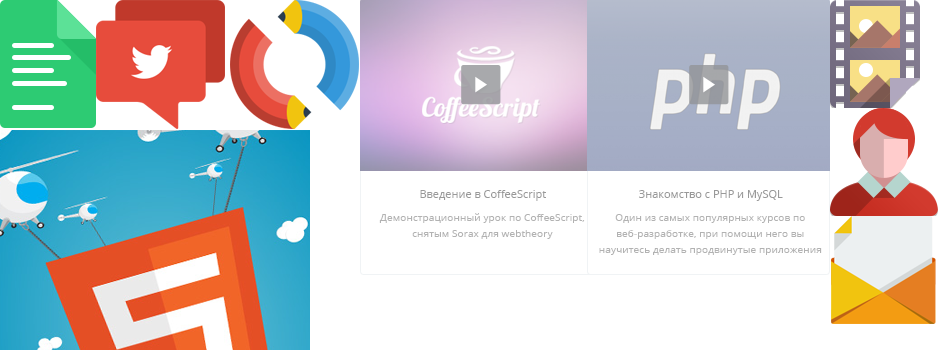 CoffeeScript
php
Введение в CoffeeScript
Демонстрационный урок по CoffeeScript,
снятым Sorax для webtheory
Знакомство с PHP и MySQL
Один из самых популярных курсов по
веб-разработке, при помощи него вы
научитесь делать продвинутые приложения